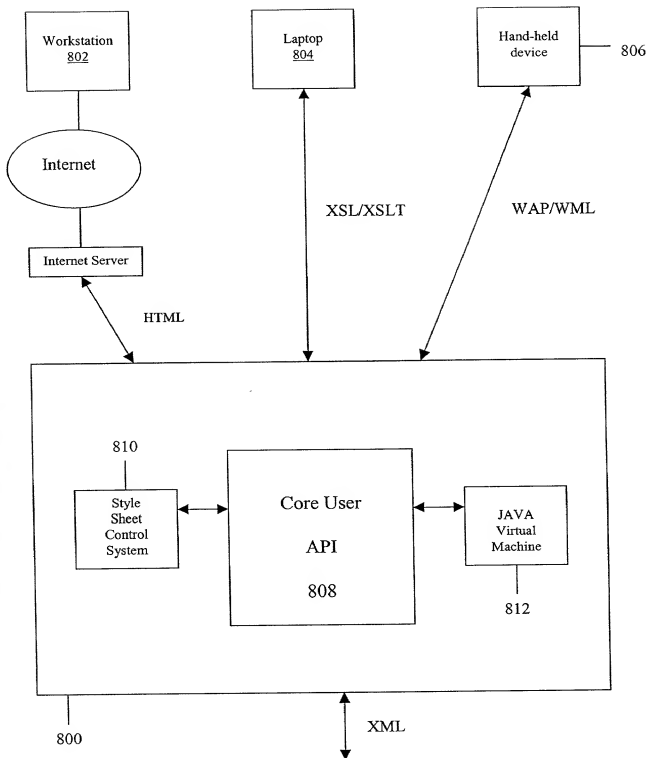 Workstation
802
Laptop
804
Hand-held
device
806
Internet
XSL/XSLT
WAP/WML
Internet Server
HTML
810
Style
Sheet
Control
System
Core User
API
808
JAVA
Virtual
Machine
812
800
XML